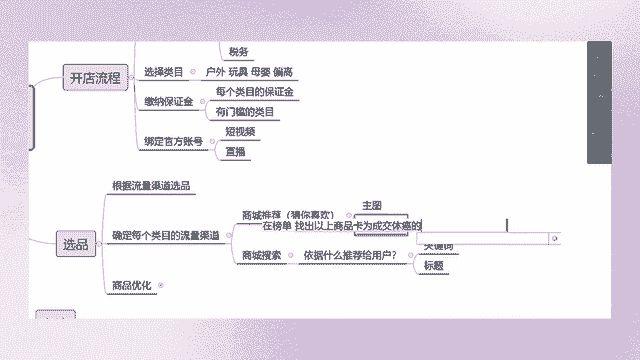 税务
开店流程
选择类目
户外 玩具 母婴 偏高
缴纳保证金
每个类目的保证金
有门槛的类目
绑定官方账号
短视频
直播
选品
根据流量渠道选品
确定每个类目的流量渠道
商城推荐（猜你喜欢）
主图
在榜单 找出以上商品卡为成交体癌的
商城搜索
依据什么推荐给用户？
关键词
标题
商品优化